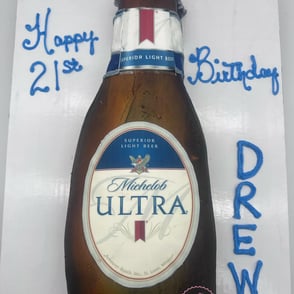 Happy
21st
Birthday
DREW
SUPERIOR LIGHT BEER
SUPERIOR
LIGHT BEER
Michelob
ULTRA